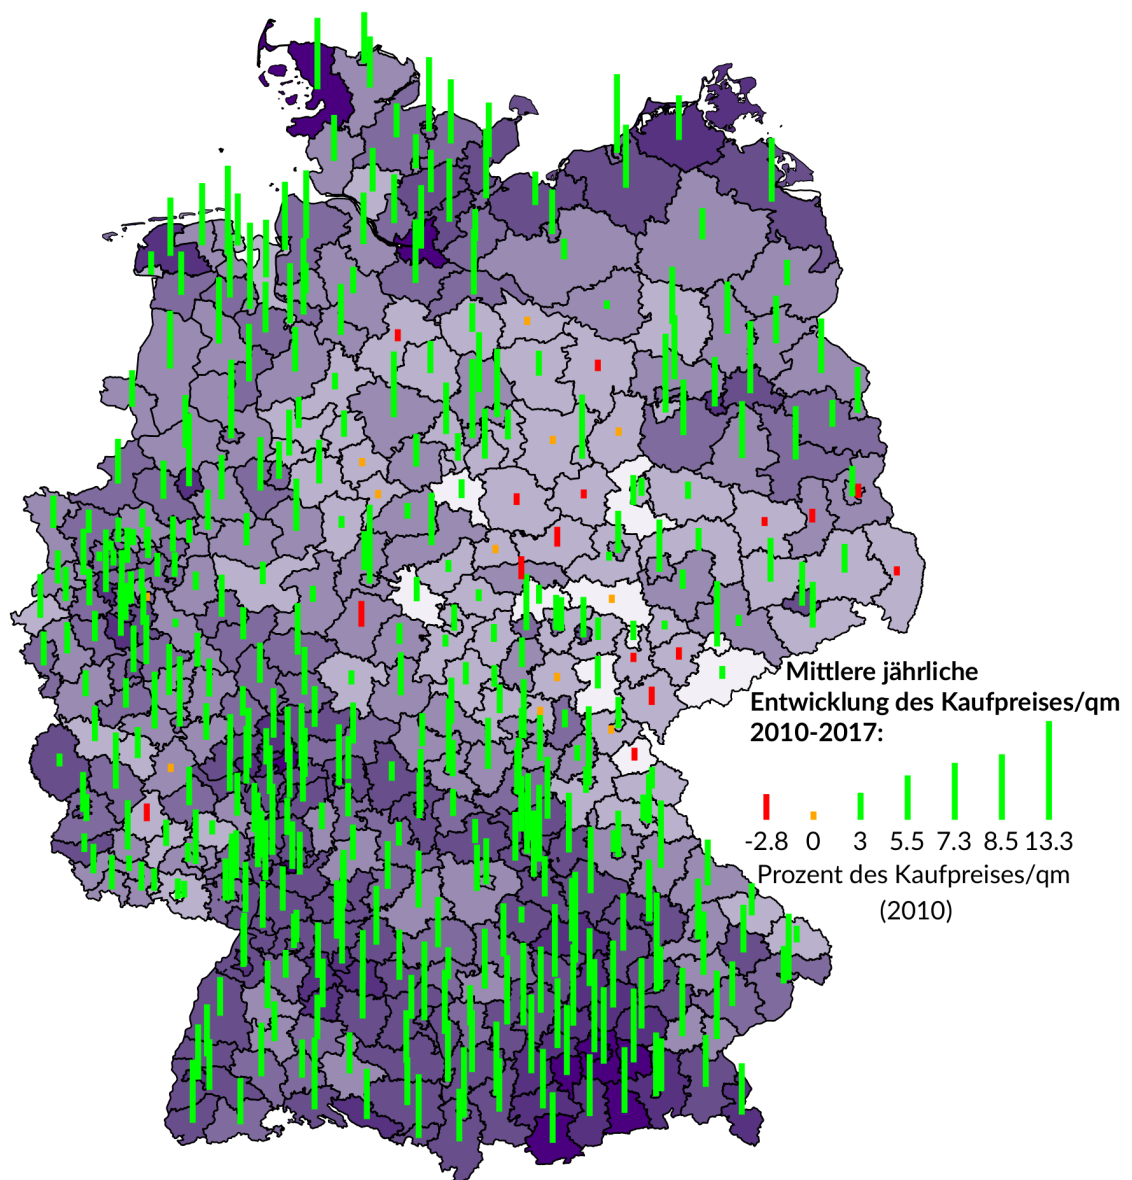 Mittlere jährliche
Entwicklung des Kaufpreises/qm
2010-2017:
-2.8 0 3 5.5 7.3 8.5 13.3
Prozent des Kaufpreises/qm
(2010)